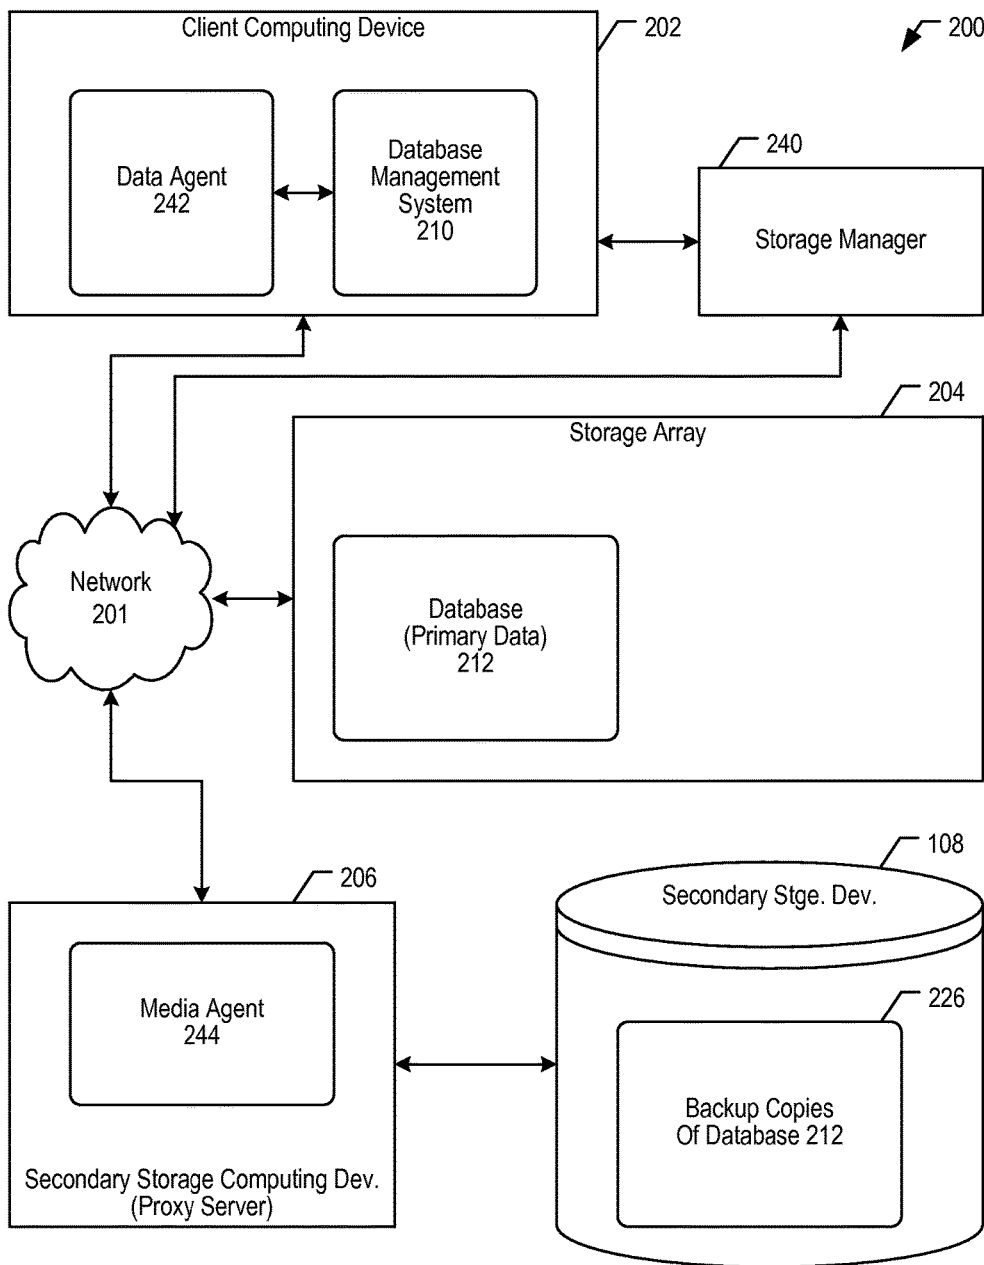 Client Computing Device
202
200
Data Agent
242
Database
Management
System
210
240
Storage Manager
204
Storage Array
Network
201
Database
(Primary Data)
212
206
108
Secondary Stge. Dev.
Media Agent
244
226
Backup Copies
Of Database 212
Secondary Storage Computing Dev.
(Proxy Server)